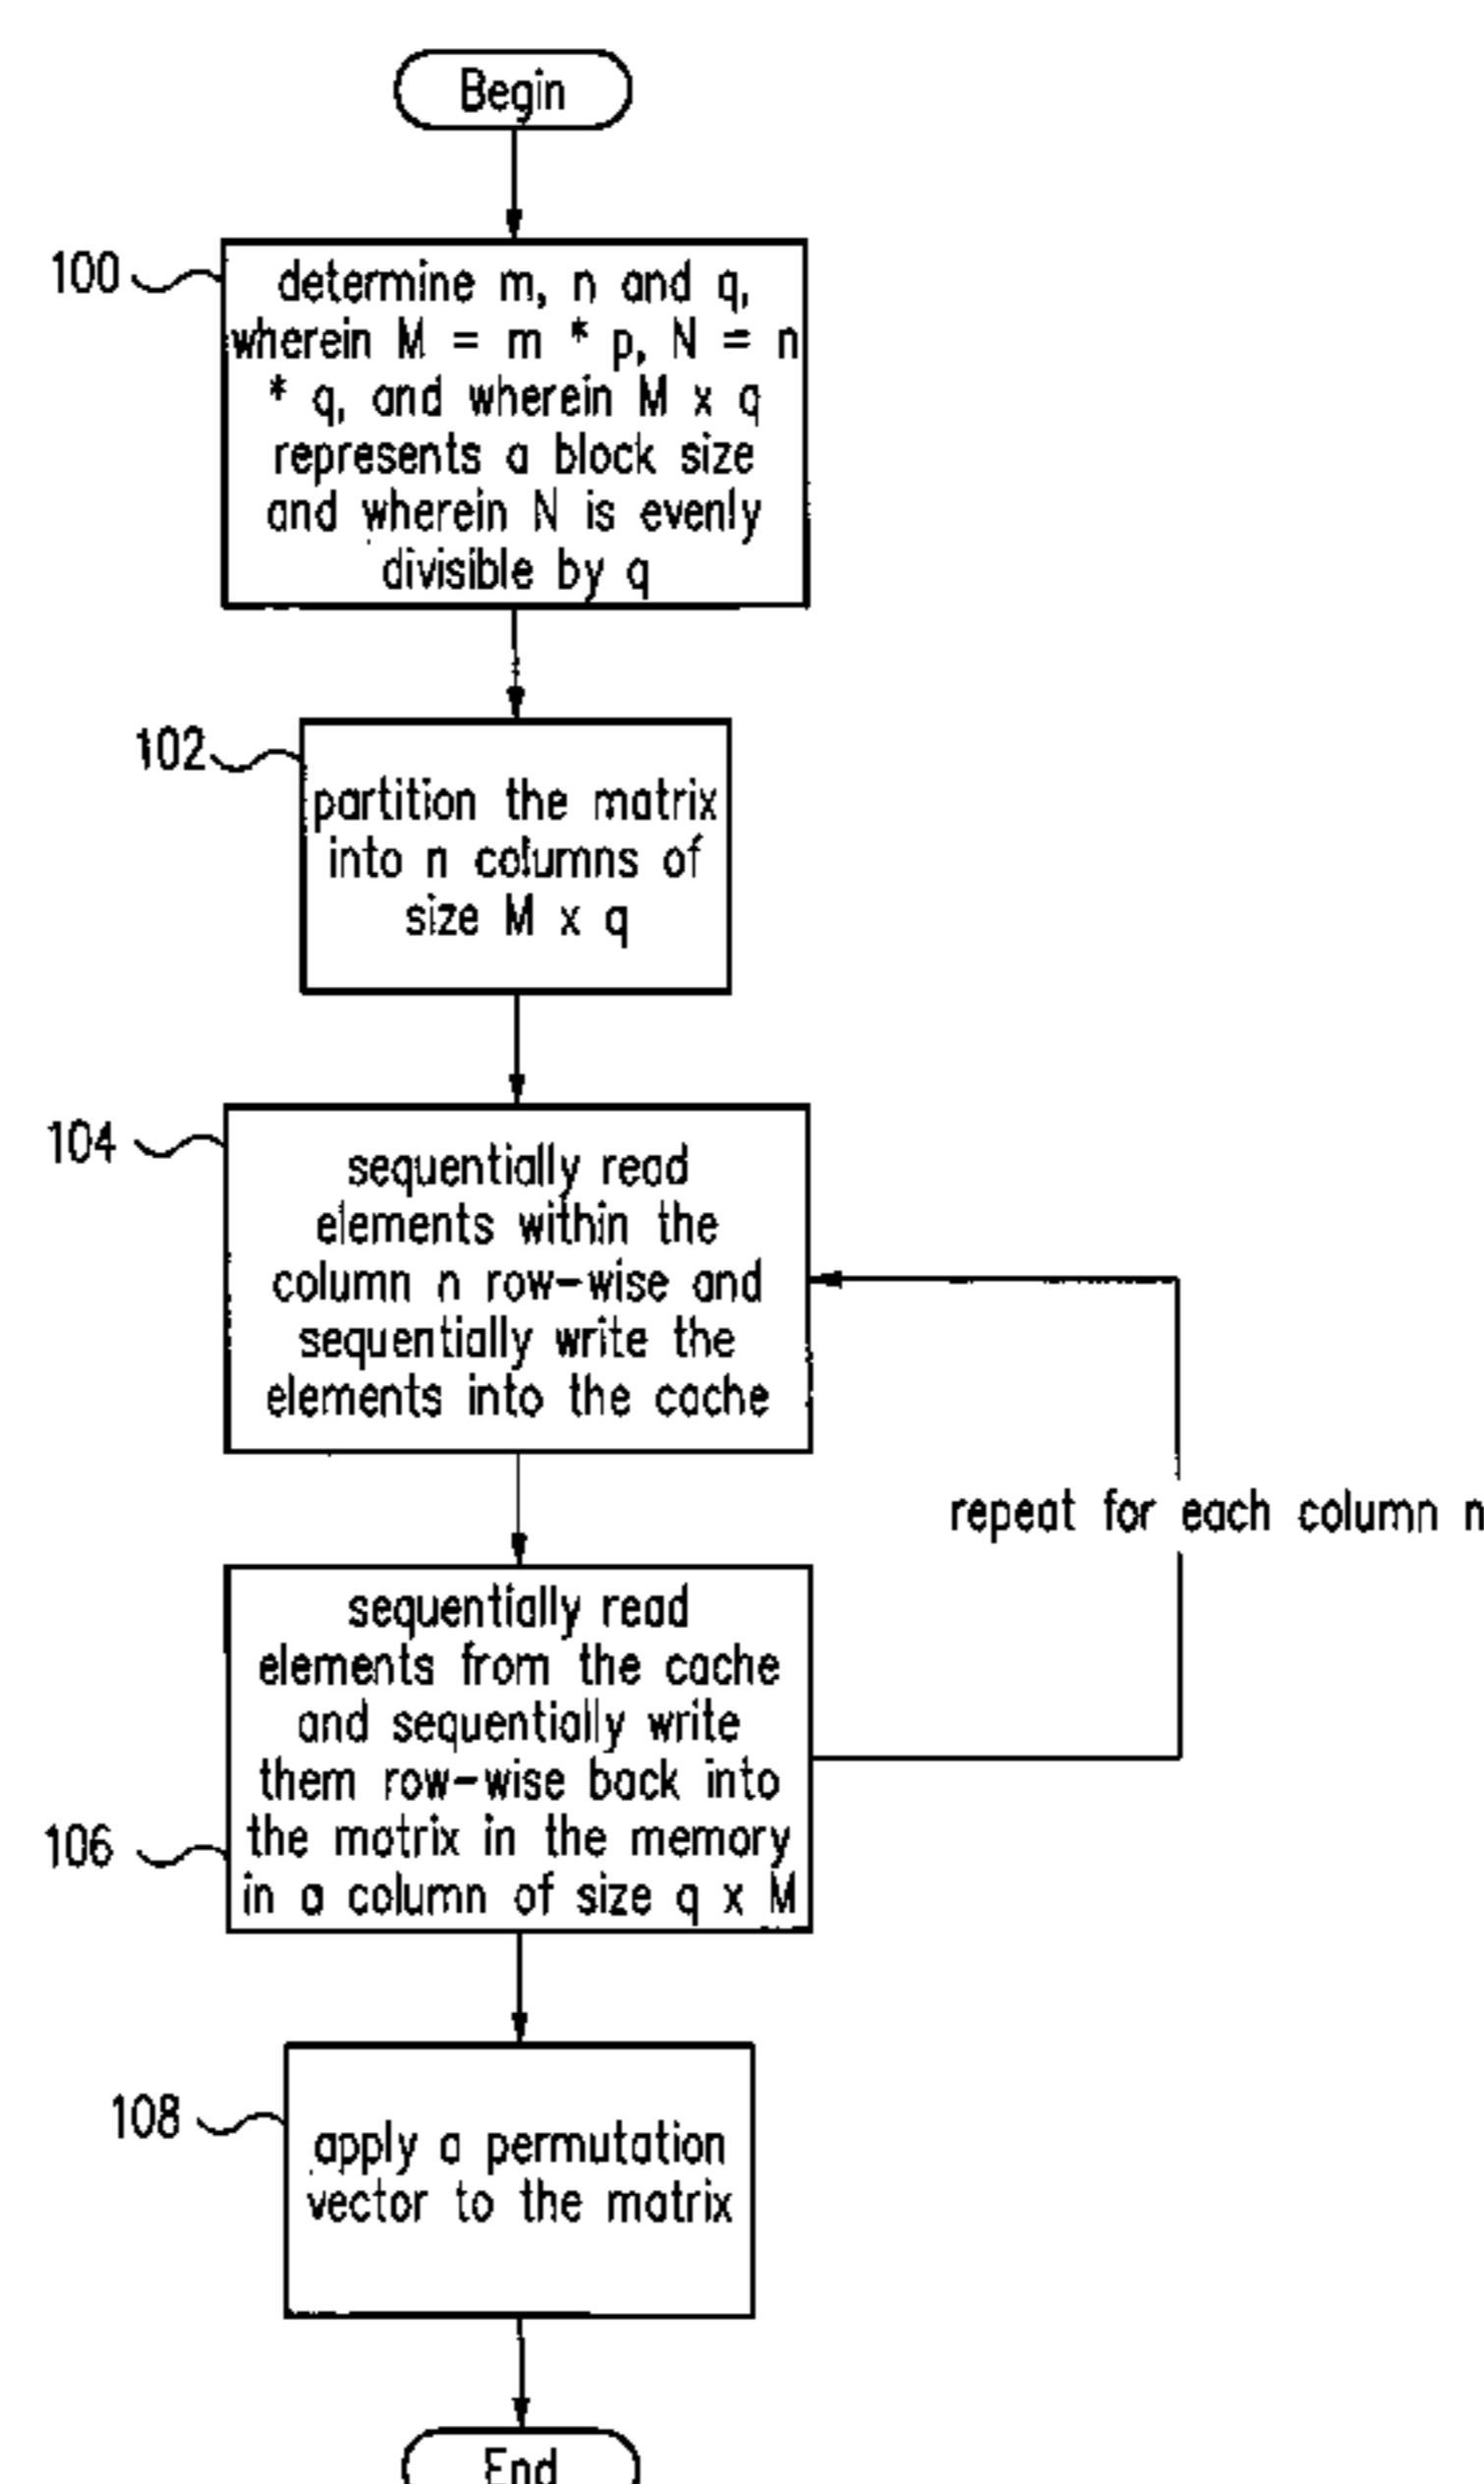 Begin
100
determine m, n and q,
wherein M = m * p, N = n
* q, and wherein M x q
represents a block size
and wherein N is evenly
divisible by q
102
partition the matrix
into n columns of
size M x q
104
sequentially read
elements within the
column n row-wise and
sequentially write the
elements into the cache
repeat for each column n
sequentially read
elements from the cache
and sequentially write
them row-wise back into
the matrix in the memory
in a column of size q x M
106
108
apply a permutation
vector to the matrix
End